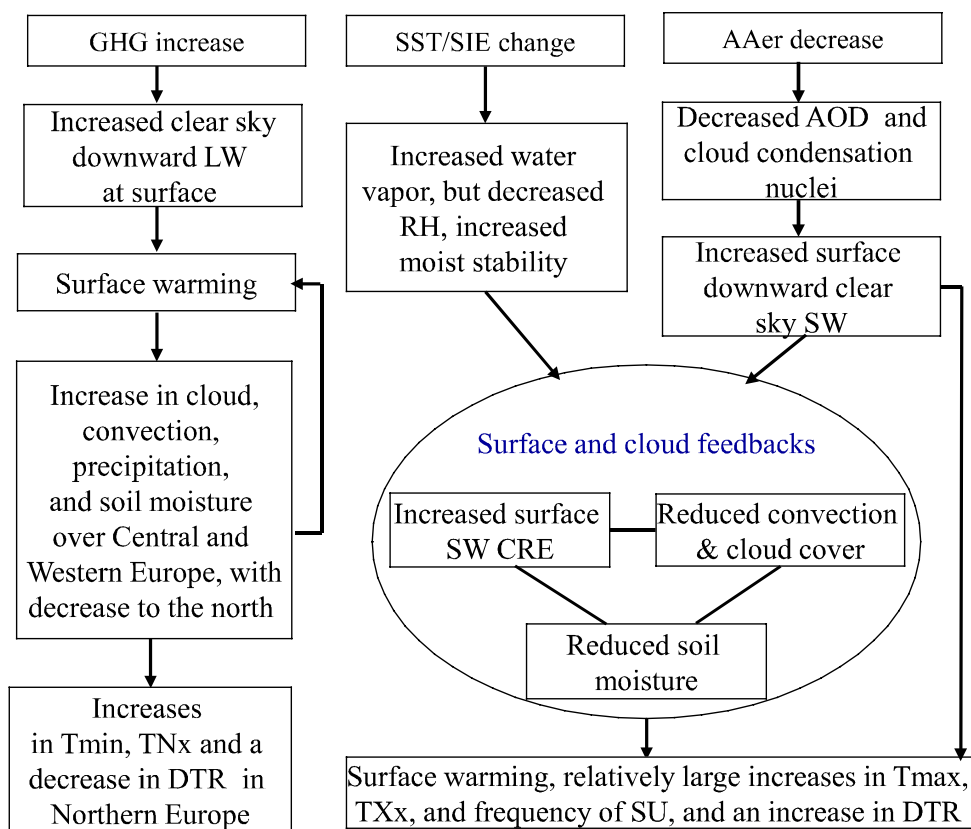 GHG increase
Increased clear sky
downward LW
at surface
Surface warming
Increase in cloud,
convection,
precipitation,
and soil moisture
over Central and
Western Europe, with
decrease to the north
Increases
in Tmin, TNx and a
decrease in DTR in
Northern Europe
SST/SIE change
Increased water
vapor, but decreased
RH, increased
moist stability
AAer decrease
Decreased AOD and
cloud condensation
nuclei
Increased surface
downward clear
sky SW
Surface and cloud feedbacks
Increased surface
SW CRE
Reduced convection
& cloud cover
Reduced soil
moisture
Surface warming, relatively large increases in Tmax,
TXx, and frequency of SU, and an increase in DTR